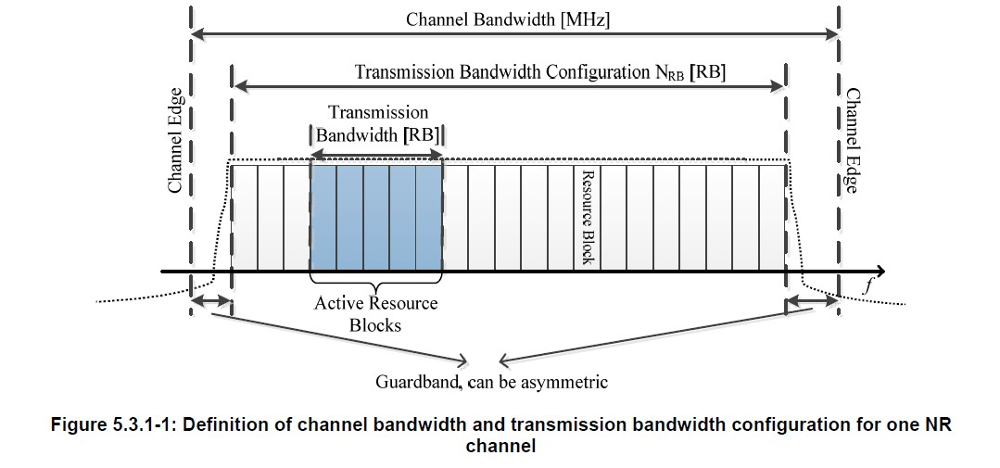 Channel Bandwidth [MHz]
Transmission Bandwidth Configuration NRB [RB]
Transmission
Bandwidth [RB]
Channel Edge
Channel Edge
Resource Block
f
Active Resource
Blocks
Guardband, can be asymmetric
Figure 5.3.1-1: Definition of channel bandwidth and transmission bandwidth configuration for one NR
channel